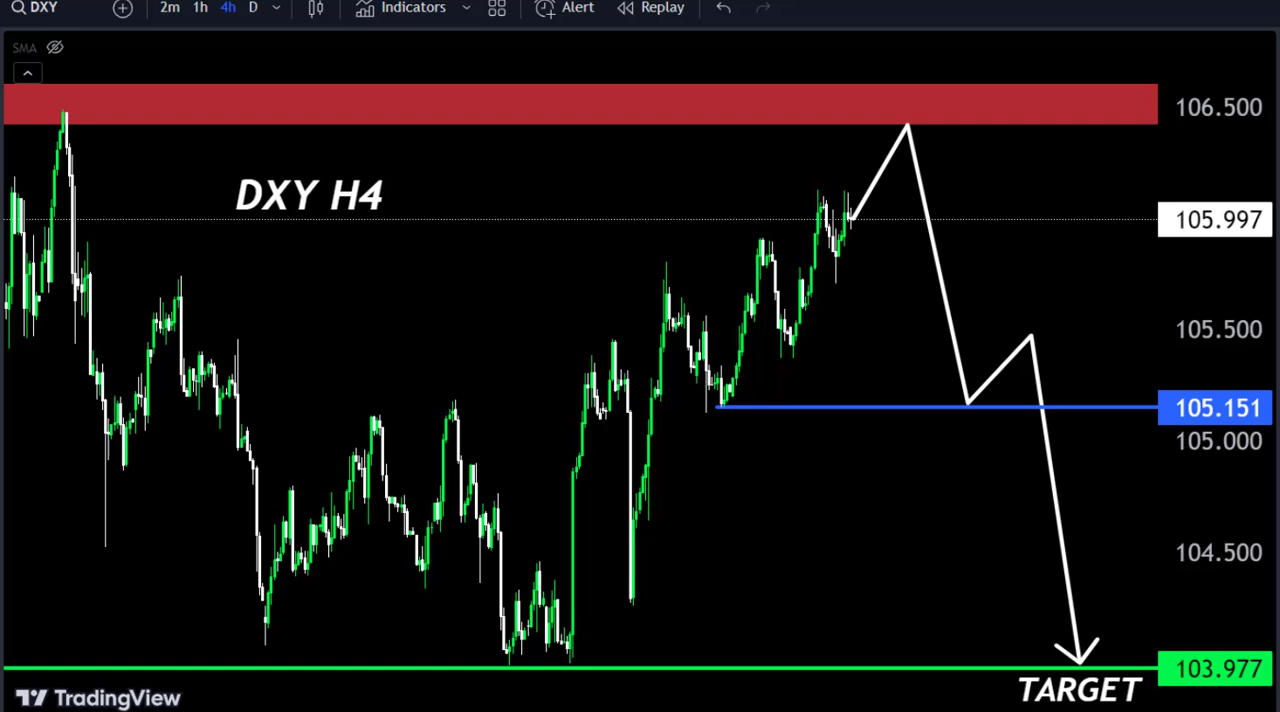 DXY 2m 1h 4h D Indicators Alert Replay
SMA
106.500
DXY H4
105.997
105.500
105.151
105.000
104.500
103.977
TARGET
TradingView